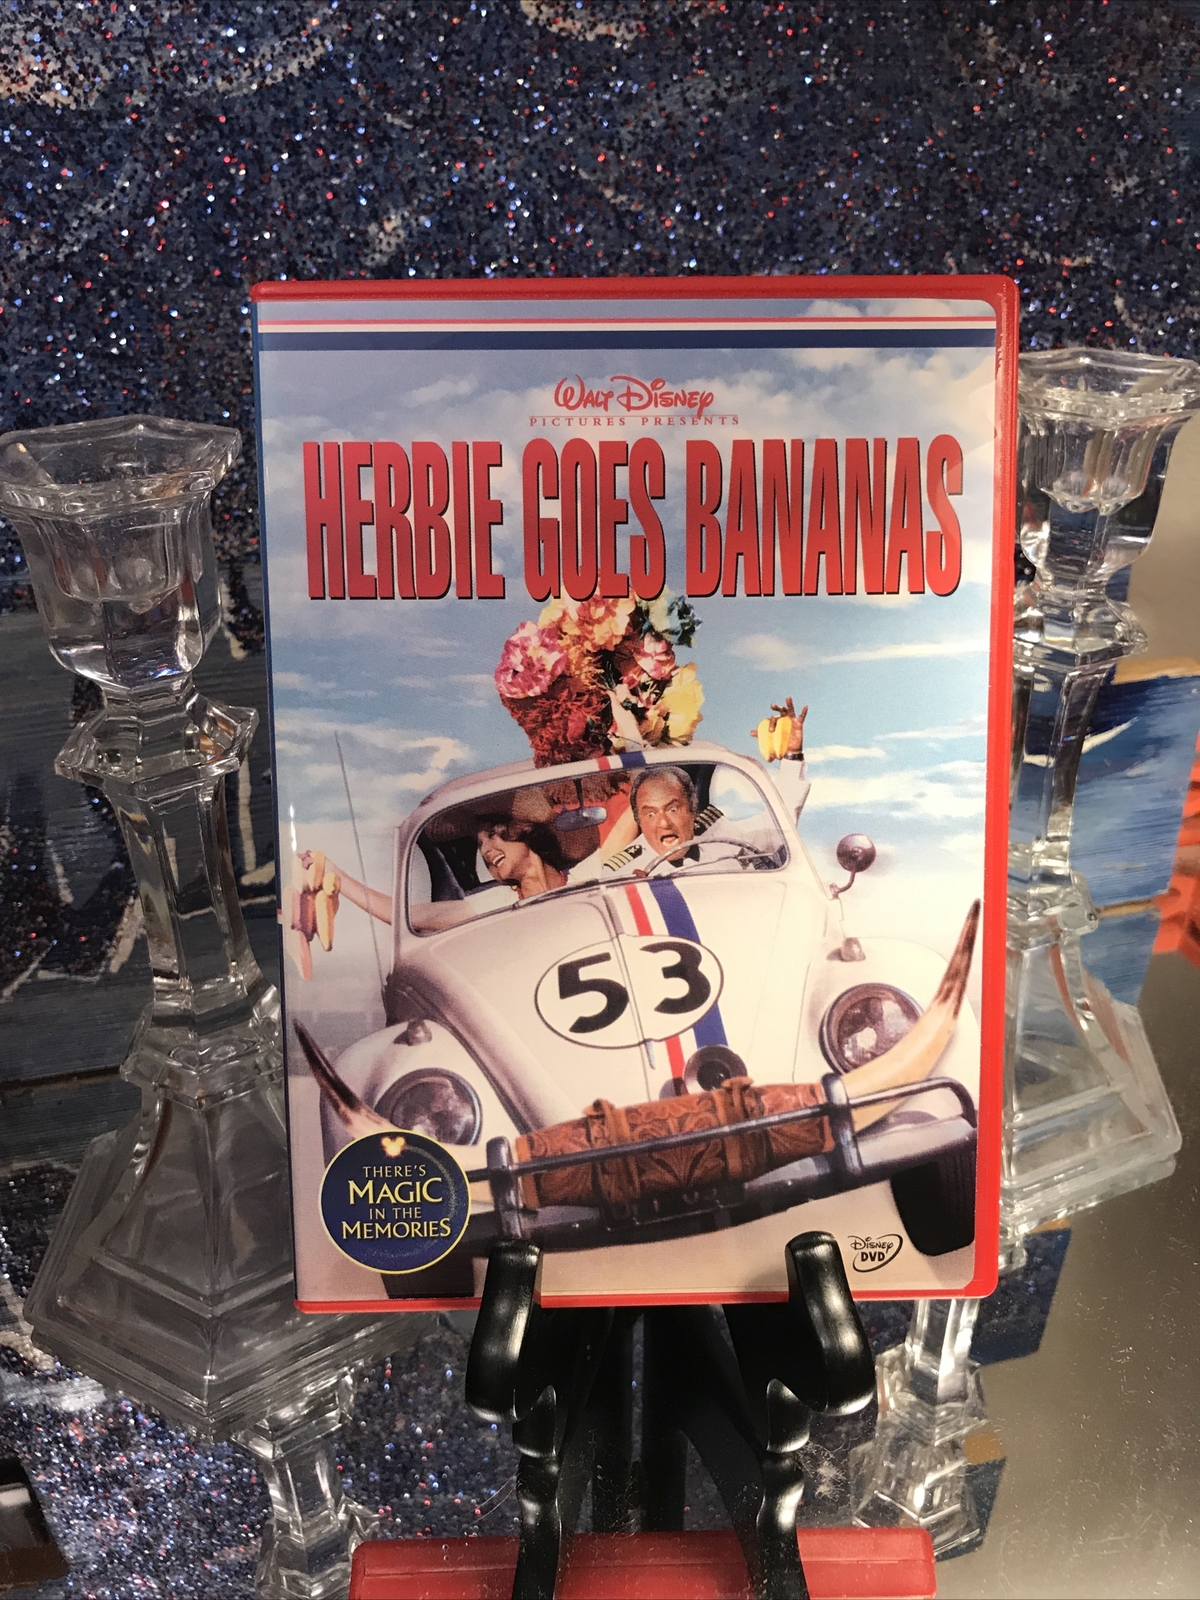 WALT DISNEY
PICTURES PRESENTS
HERBIE GOES BANANAS
53
THERE'S
MAGIC
IN THE
MEMORIES
DISNEY
DVD